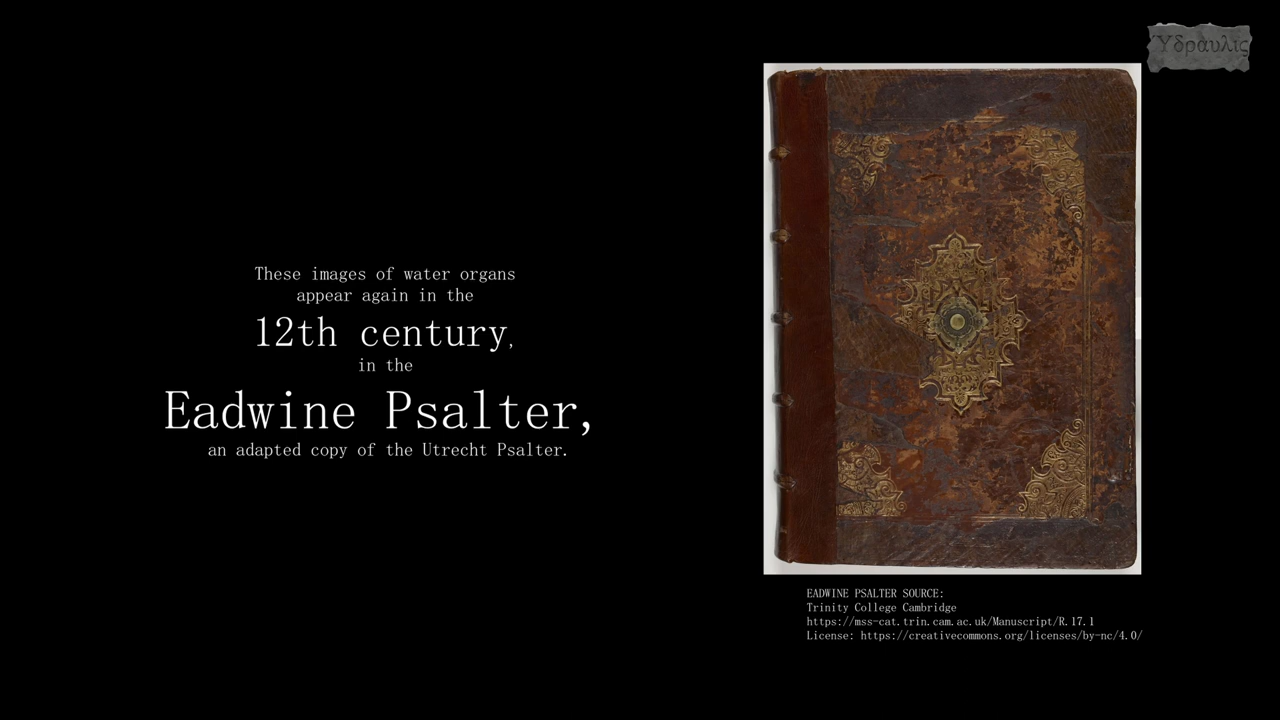 Ὕδραυλις
These images of water organs
appear again in the
12th century,
in the
Eadwine Psalter,
an adapted copy of the Utrecht Psalter.
EADWINE PSALTER SOURCE:
Trinity College Cambridge
https://mss-cat.trin.cam.ac.uk/Manuscript/R.17.1
License: https://creativecommons.org/licenses/by-nc/4.0/